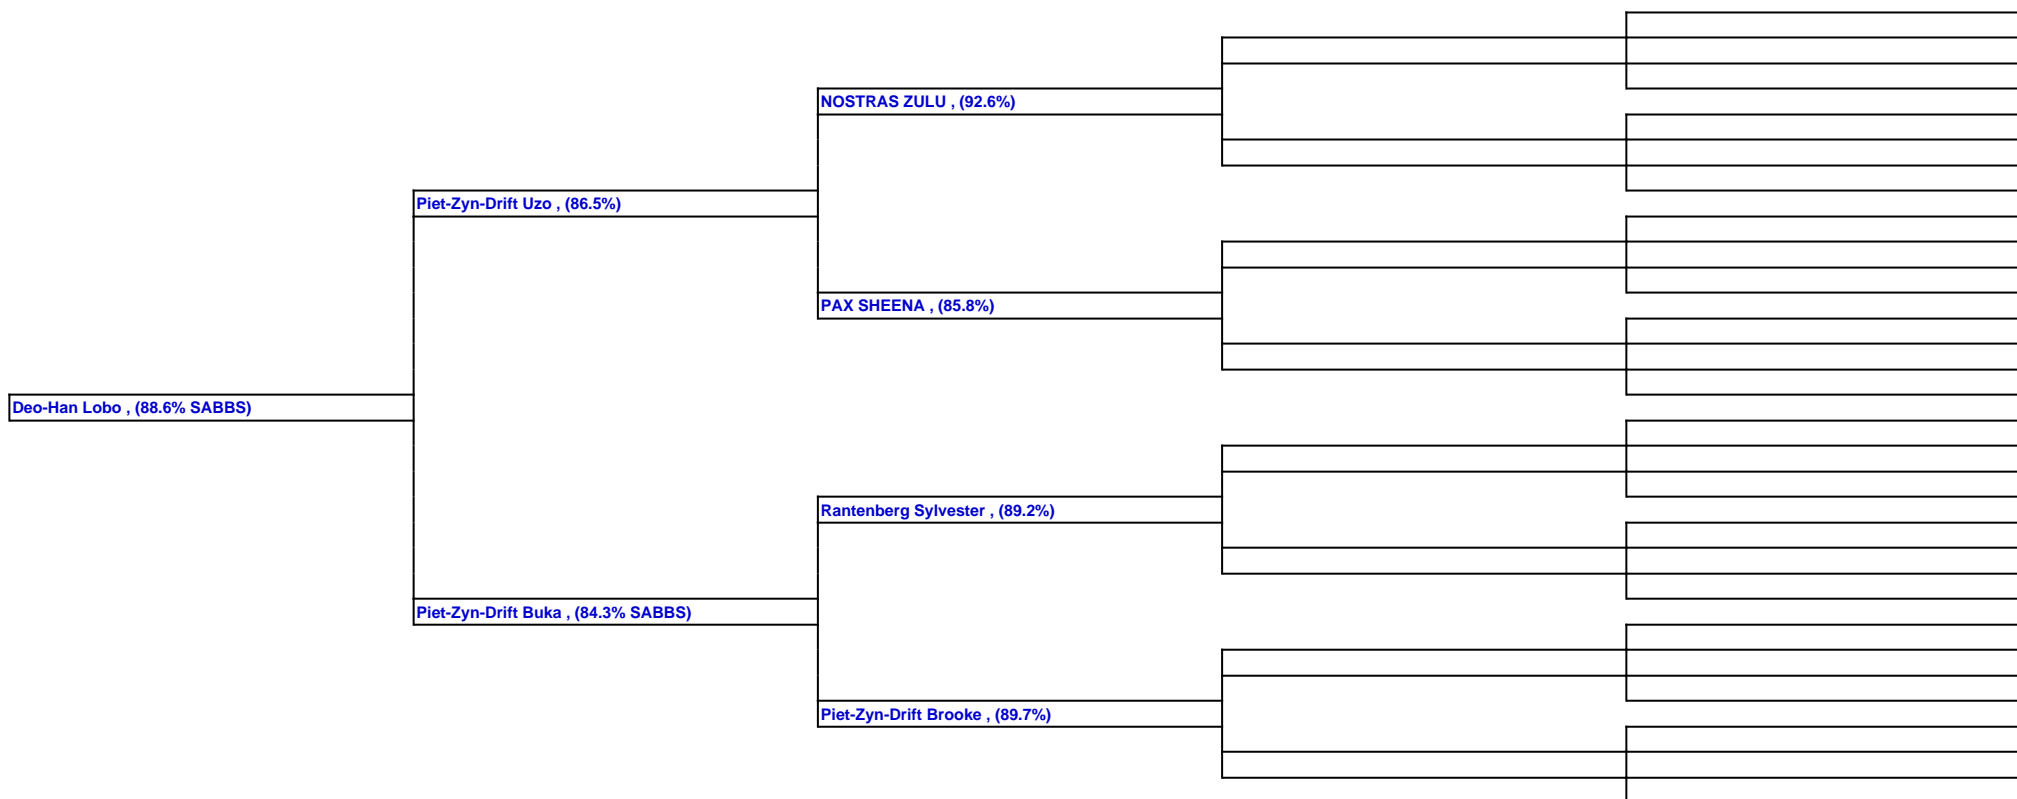 NOSTRAS ZULU , (92.6%)
Piet-Zyn-Drift Uzo , (86.5%)
PAX SHEENA , (85.8%)
Deo-Han Lobo , (88.6% SABBS)
Rantenberg Sylvester , (89.2%)
Piet-Zyn-Drift Buka , (84.3% SABBS)
Piet-Zyn-Drift Brooke , (89.7%)